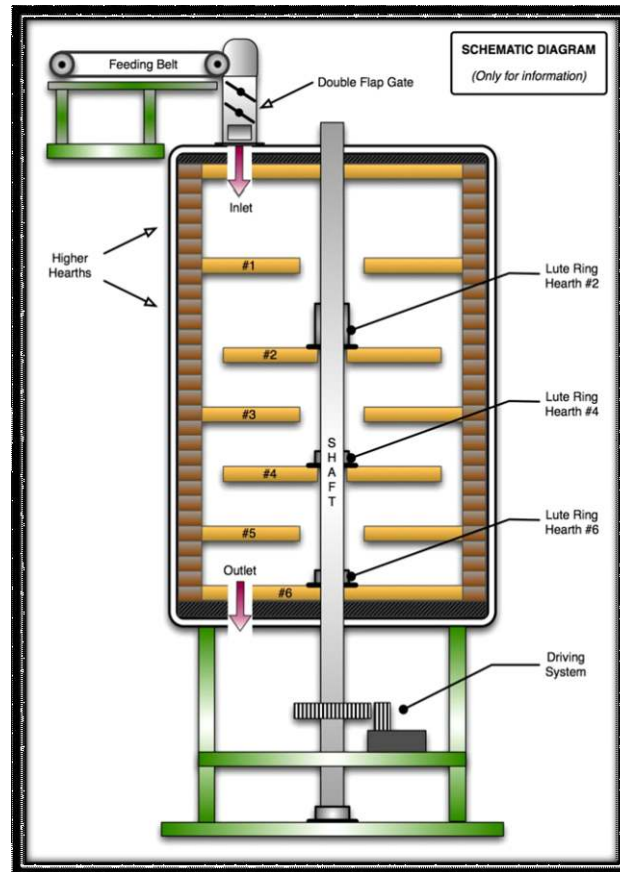 SCHEMATIC DIAGRAM
(Only for information)
Feeding Belt
Double Flap Gate
Inlet
Higher
Hearths
#1
Lute Ring
Hearth #2
#2
#3
Lute Ring
Hearth #4
S
H
A
F
T
#4
#5
Lute Ring
Hearth #6
Outlet
#6
Driving
System